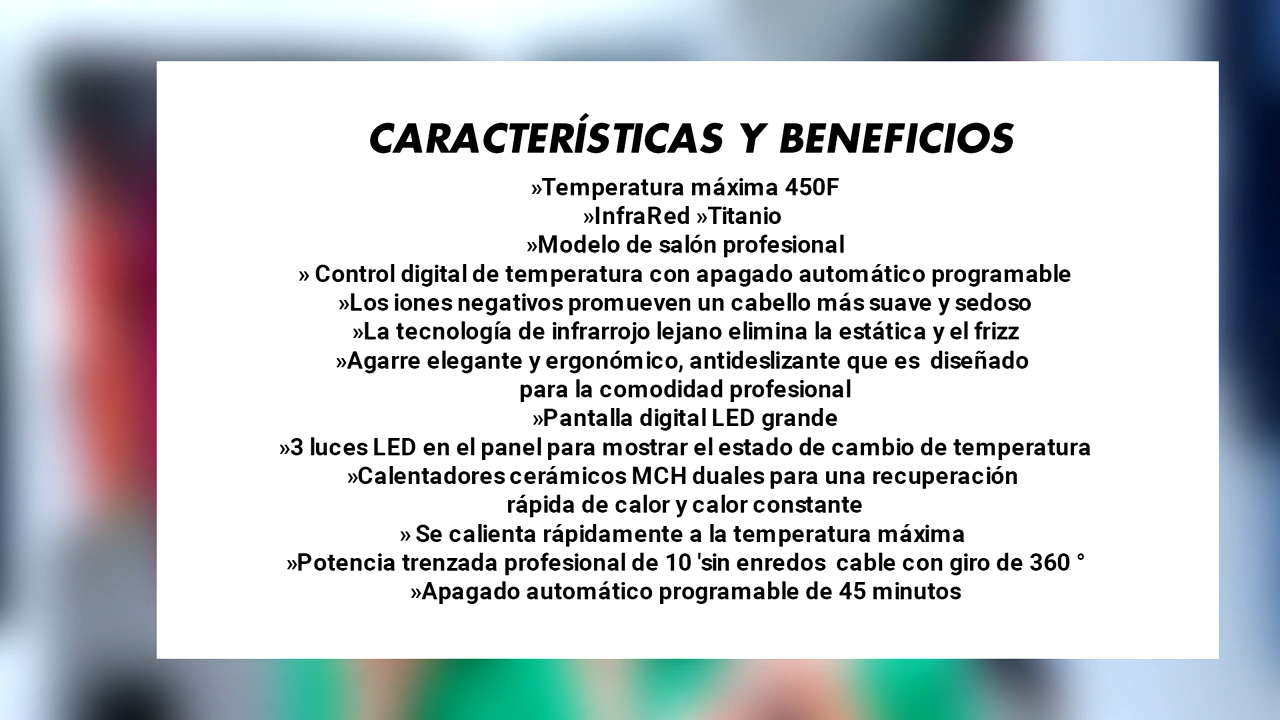 CARACTERÍSTICAS Y BENEFICIOS
»Temperatura máxima 450F
»InfraRed »Titanio
»Modelo de salón profesional
» Control digital de temperatura con apagado automático programable
»Los iones negativos promueven un cabello más suave y sedoso
»La tecnología de infrarrojo lejano elimina la estática y el frizz
»Agarre elegante y ergonómico, antideslizante que es diseñado
para la comodidad profesional
»Pantalla digital LED grande
»3 luces LED en el panel para mostrar el estado de cambio de temperatura
»Calentadores cerámicos MCH duales para una recuperación
rápida de calor y calor constante
» Se calienta rápidamente a la temperatura máxima
»Potencia trenzada profesional de 10 'sin enredos cable con giro de 360 °
»Apagado automático programable de 45 minutos